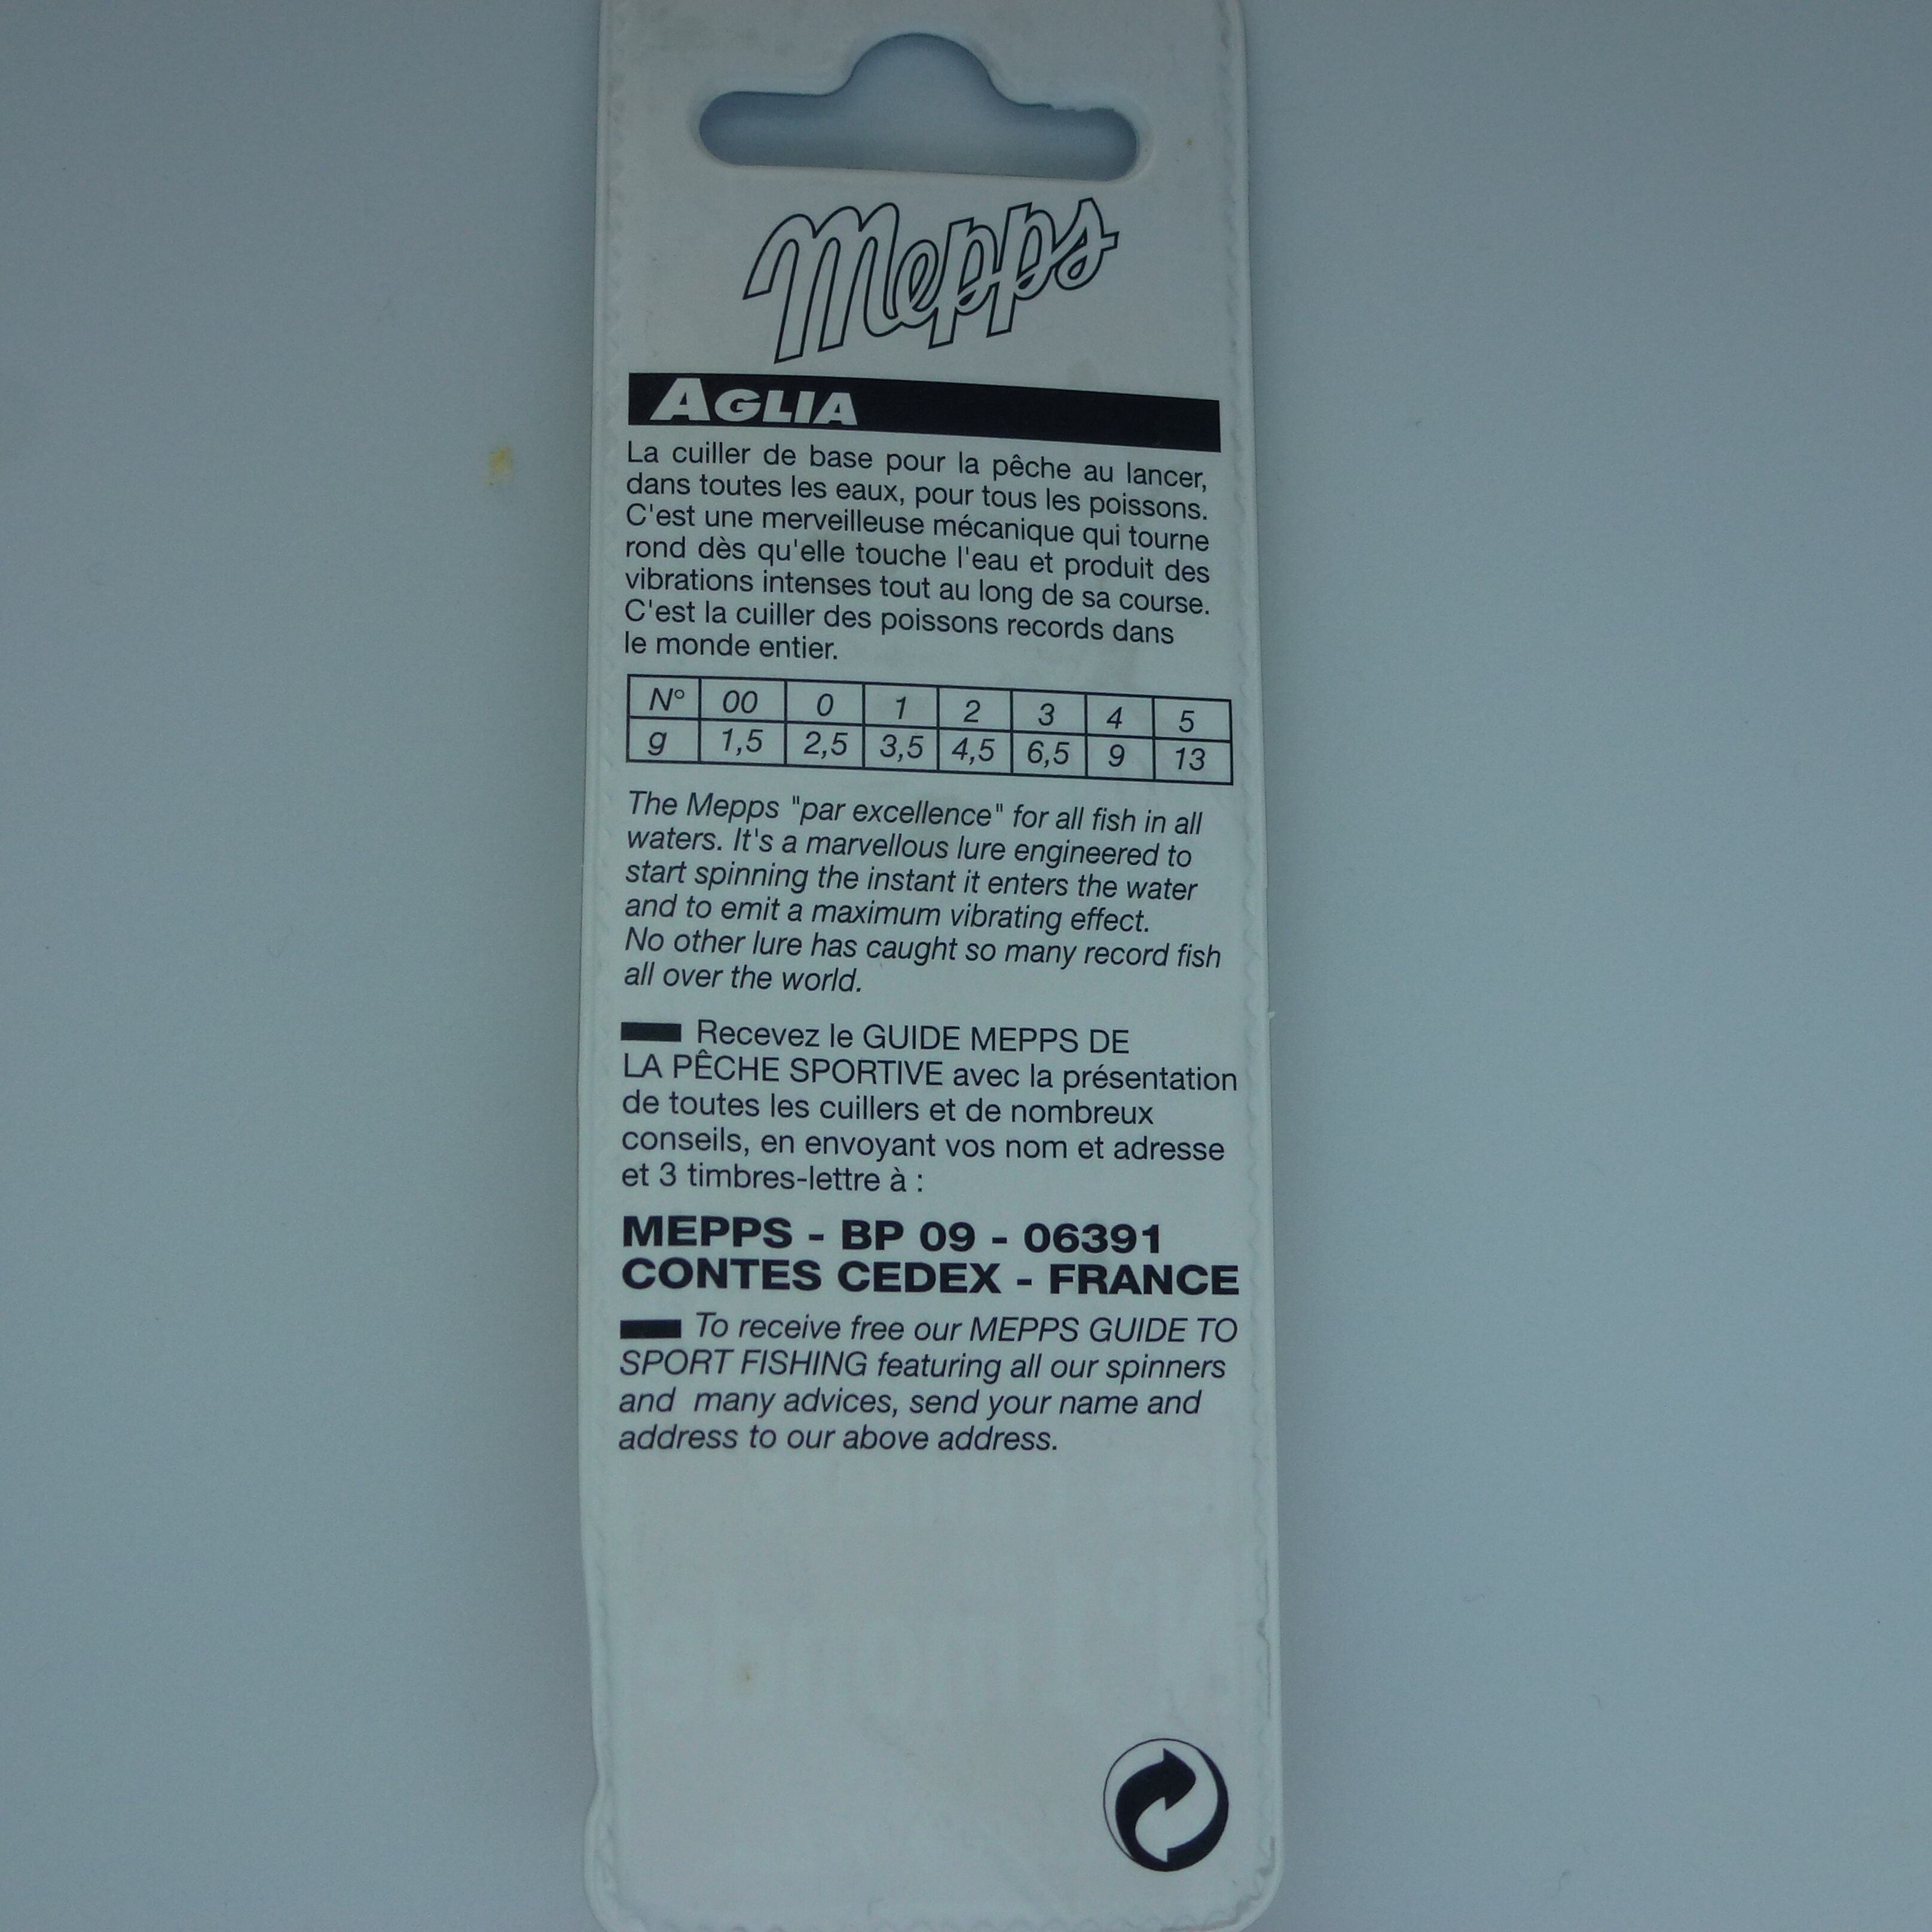 Mepps
AGLIA
La cuiller de base pour la pêche au lancer,
dans toutes les eaux, pour tous les poissons.
C'est une merveilleuse mécanique qui tourne
rond dès qu'elle touche l'eau et produit des
vibrations intenses tout au long de sa course.
C'est la cuiller des poissons records dans
le monde entier.
N° 00 0 1 2 3 4 5
g 1,5 2,5 3,5 4,5 6,5 9 13
The Mepps "par excellence" for all fish in all
waters. It's a marvellous lure engineered to
start spinning the instant it enters the water
and to emit a maximum vibrating effect.
No other lure has caught so many record fish
all over the world.
Recevez le GUIDE MEPPS DE
LA PÊCHE SPORTIVE avec la présentation
de toutes les cuillers et de nombreux
conseils, en envoyant vos nom et adresse
et 3 timbres-lettre à :
MEPPS - BP 09 - 06391
CONTES CEDEX - FRANCE
To receive free our MEPPS GUIDE TO
SPORT FISHING featuring all our spinners
and many advices, send your name and
address to our above address.